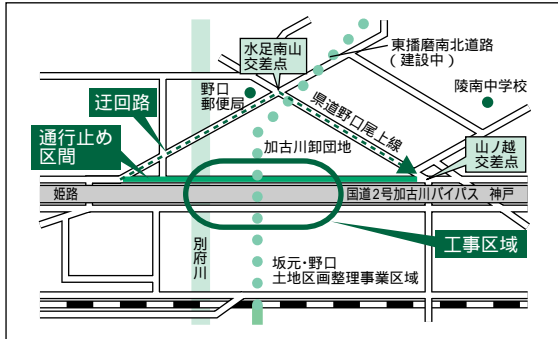 水足南山
交差点
東播磨南北道路
(建設中)
野口
郵便局
陵南中学校
迂回路
県道野口尾上線
通行止め
区間
加古川卸団地
山ノ越
交差点
姫路
国道2号加古川バイパス 神戸
工事区域
別府川
坂元・野口
土地区画整理事業区域